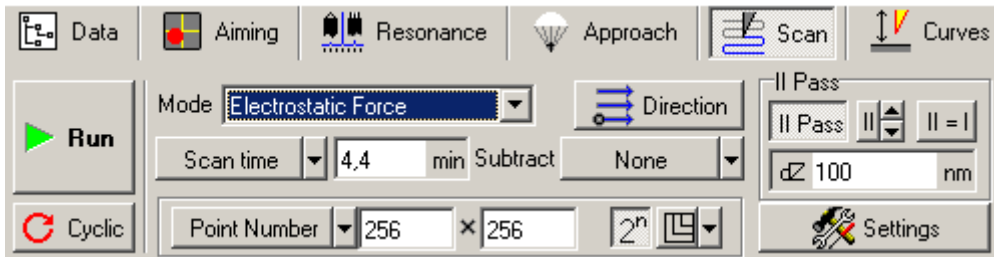 Data Aiming Resonance Approach Scan Curves
Run
Mode Electrostatic Force Direction
Scan time 4,4 min Subtract None
Cyclic
Point Number 256 × 256 2ⁿ
II Pass
II Pass II II = I
dZ 100 nm
Settings